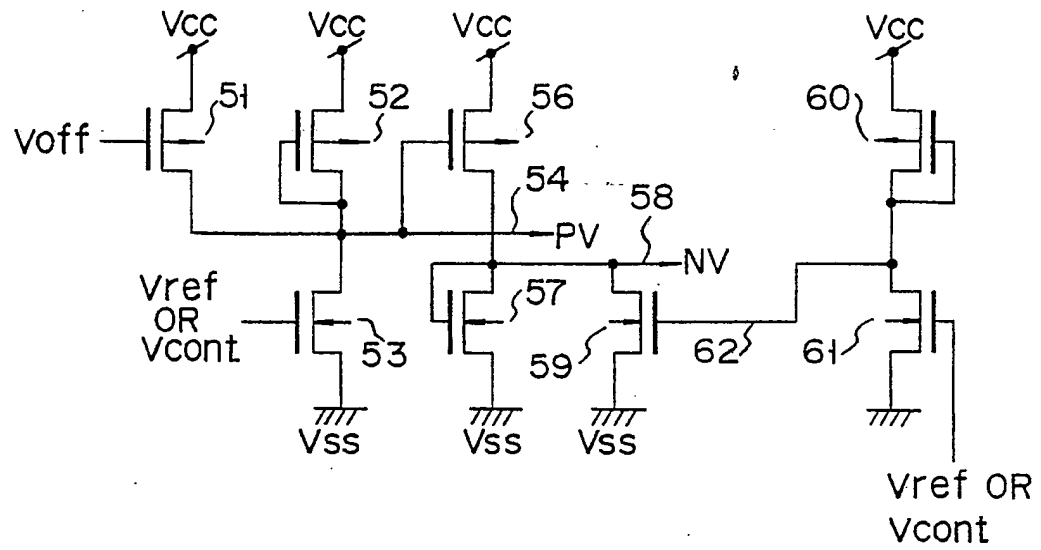 Vcc
Vcc
Vcc
Vcc
51
52
56
60
Voff
54
58
PV
NV
Vref
OR
Vcont
53
57
59
62
61
Vss
Vss
Vss
Vref OR
Vcont